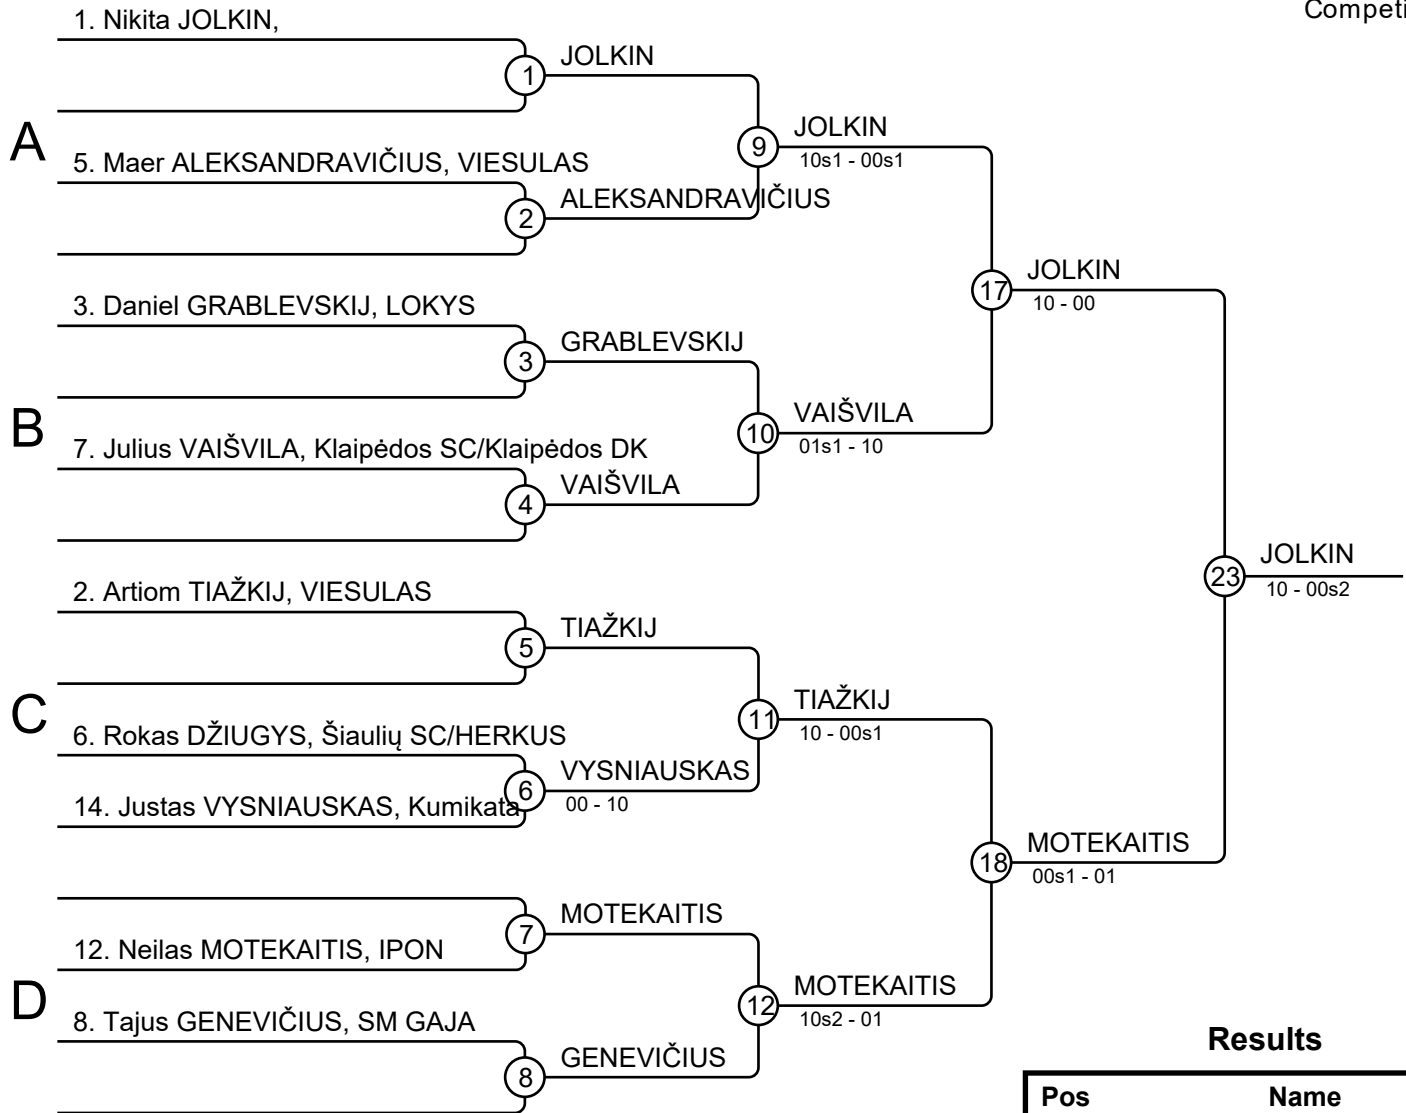 Competi
1. Nikita JOLKIN,
1
JOLKIN
A
9
JOLKIN
10s1 - 00s1
5. Maer ALEKSANDRAVIČIUS, VIESULAS
2
ALEKSANDRAVIČIUS
17
JOLKIN
10 - 00
3. Daniel GRABLEVSKIJ, LOKYS
3
GRABLEVSKIJ
B
10
VAIŠVILA
01s1 - 10
7. Julius VAIŠVILA, Klaipėdos SC/Klaipėdos DK
4
VAIŠVILA
23
JOLKIN
10 - 00s2
2. Artiom TIAŽKIJ, VIESULAS
5
TIAŽKIJ
C
11
TIAŽKIJ
10 - 00s1
6. Rokas DŽIUGYS, Šiaulių SC/HERKUS
6
VYSNIAUSKAS
00 - 10
14. Justas VYSNIAUSKAS, Kumikata
18
MOTEKAITIS
00s1 - 01
7
MOTEKAITIS
12. Neilas MOTEKAITIS, IPON
D
12
MOTEKAITIS
10s2 - 01
8. Tajus GENEVIČIUS, SM GAJA
8
GENEVIČIUS
Results
Pos Name